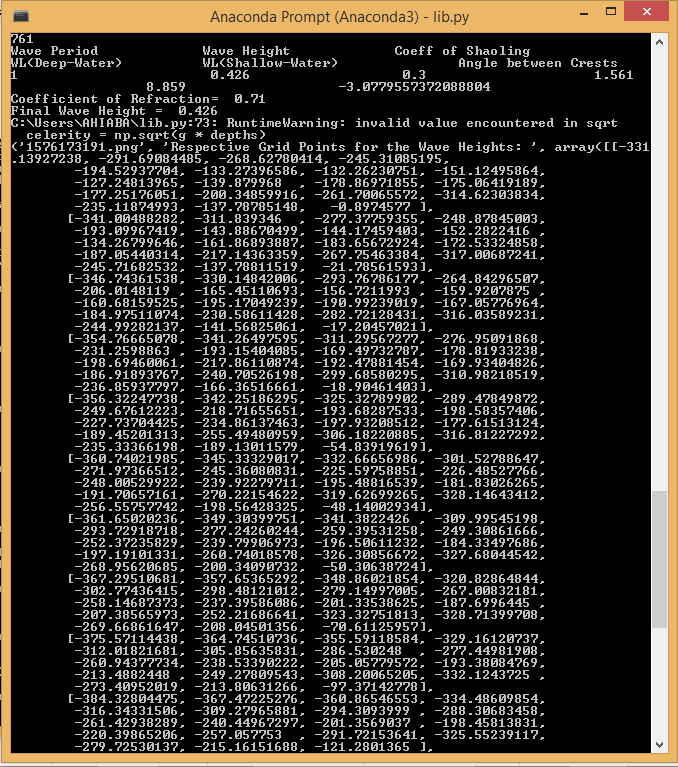 Anaconda Prompt (Anaconda3) - lib.py
761
Wave Period Wave Height Coeff of Shaoling
WL(Deep-Water) WL(Shallow-Water) Angle between Crests
1 0.426 0.3 1.561
8.859 -3.0779557372088804
Coefficient of Refraction= 0.71
Final Wave Height = 0.426
C:\Users\AHIABA\lib.py:73: RuntimeWarning: invalid value encountered in sqrt
celerity = np.sqrt(g * depths)
('1576173191.png', 'Respective Grid Points for the Wave Heights: ', array([[-331
.13927238, -291.69084485, -268.62780414, -245.31085195,
-194.52937704, -133.27396586, -132.26230751, -151.12495864,
-127.24813965, -139.879968 , -178.86971855, -175.06419189,
-177.25176051, -200.34859916, -261.70065572, -314.62303834,
-235.11874993, -137.78785148, -0.8974577 ],
[-341.00488282, -311.839346 , -277.37759355, -248.87845003,
-193.09967419, -143.88670499, -144.17459403, -152.2822416 ,
-134.26799646, -161.86893887, -183.65672924, -172.53324858,
-187.05440314, -217.14363359, -267.75463384, -317.00687241,
-245.71682532, -137.78811519, -21.78561593],
[-346.74361538, -330.14842006, -293.76786177, -264.84296507,
-206.0148119 , -165.45110693, -156.7211993 , -159.9207875 ,
-160.68159525, -195.17049239, -190.99239019, -167.05776964,
-184.97511074, -230.58611428, -282.72128431, -316.03589231,
-244.99282137, -141.56825061, -17.20457021],
[-354.76665078, -341.26497595, -311.29567277, -276.95091868,
-231.2598863 , -193.15404085, -169.49732787, -178.81933238,
-198.69460061, -217.86110874, -192.47881454, -169.93404826,
-186.91893767, -240.70526198, -299.68580295, -310.98218519,
-236.85937797, -166.36516661, -18.90461403],
[-356.32247738, -342.25186295, -325.32789902, -289.47849872,
-249.67612223, -218.71655651, -193.68287533, -198.58357406,
-227.73704425, -234.86137463, -197.93208512, -177.61515124,
-189.45201313, -255.49480959, -306.18220885, -316.81227292,
-235.33366198, -189.13011579, -54.83919619],
[-360.74021985, -345.33329017, -332.66656986, -301.52788647,
-271.97366512, -245.36080831, -225.59758851, -226.48527766,
-248.00529922, -239.92279711, -195.48816539, -181.83026265,
-191.70657161, -270.22154622, -319.62699265, -328.14643412,
-256.55757742, -198.56428325, -48.14002934],
[-361.65020236, -349.30399751, -341.3822426 , -309.99545198,
-293.72918718, -277.24260244, -259.39531258, -249.30861666,
-252.37235829, -239.79906973, -196.50611232, -184.33497686,
-197.19101331, -260.74018578, -326.30856672, -327.68044542,
-268.95620685, -200.34090732, -50.30638724],
[-367.29510681, -357.65365292, -348.86021854, -320.82864844,
-302.77436415, -298.48121012, -279.14997005, -267.00832181,
-258.14687373, -237.39586086, -201.33538625, -187.6996445 ,
-207.38565973, -252.21686641, -323.3275181 , -328.71399708,
-269.66861647, -208.04501356, -70.61125957],
[-375.57114438, -364.74510736, -355.59118584, -329.16120737,
-312.01821681, -305.85635831, -286.530248 , -277.44981908,
-260.94377734, -238.53390222, -205.05779572, -193.38084769,
-213.4882448 , -249.27809543, -308.20065205, -332.1243725 ,
-273.40952019, -213.80631266, -97.37142778],
[-384.32804475, -367.47225276, -360.86546553, -334.48609854,
-316.34331506, -309.27965881, -294.3093999 , -288.30683458,
-261.42938289, -240.44967297, -201.3569037 , -198.45813831,
-220.39865206, -257.057753 , -291.72153641, -325.55239117,
-279.72530137, -215.16151688, -121.2801365 ],